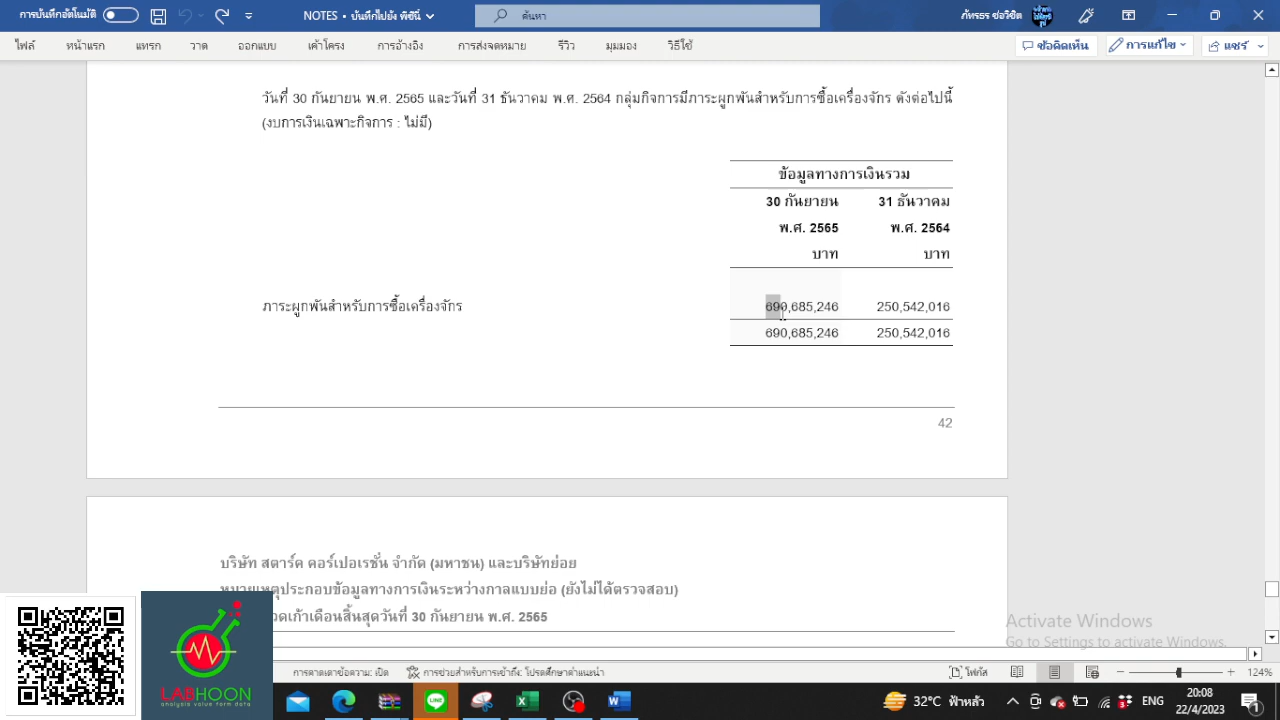 การบันทึกอัตโนมัติ
NOTES - บันทึกไปยัง พีซีนี้
ค้นหา
ภัทรธร ช่อวิชิต
ไฟล์ หน้าแรก แทรก วาด ออกแบบ เค้าโครง การอ้างอิง การส่งจดหมาย รีวิว มุมมอง วิธีใช้ ข้อคิดเห็น การแก้ไข แชร์
วันที่ 30 กันยายน พ.ศ. 2565 และวันที่ 31 ธันวาคม พ.ศ. 2564 กลุ่มกิจการมีภาระผูกพันสำหรับการซื้อเครื่องจักร ดังต่อไปนี้
(งบการเงินเฉพาะกิจการ : ไม่มี)
ข้อมูลทางการเงินรวม
30 กันยายน 31 ธันวาคม
พ.ศ. 2565 พ.ศ. 2564
บาท บาท
ภาระผูกพันสำหรับการซื้อเครื่องจักร 690,685,246 250,542,016
690,685,246 250,542,016
42
บริษัท สตาร์ค คอร์เปอเรชั่น จำกัด (มหาชน) และบริษัทย่อย
หมายเหตุประกอบข้อมูลทางการเงินระหว่างกาลแบบย่อ (ยังไม่ได้ตรวจสอบ)
วดเก้าเดือนสิ้นสุดวันที่ 30 กันยายน พ.ศ. 2565
Activate Windows
Go to Settings to activate Windows.
LABHOON
analysis value form data
การคาดเดาข้อความ: เปิด การช่วยสำหรับการเข้าถึง: โปรดศึกษาคำแนะนำ โฟกัส 124%
32°C ฟ้าหลัว ENG 20:08
22/4/2023